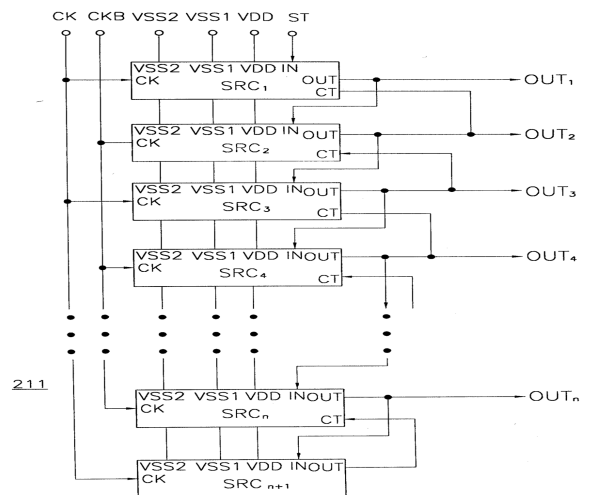 CK CKB VSS2 VSS1 VDD ST
VSS2 VSS1 VDD IN OUT
CK SRC₁ CT
OUT₁
VSS2 VSS1 VDD IN OUT
CK SRC₂ CT
OUT₂
VSS2 VSS1 VDD IN OUT
CK SRC₃ CT
OUT₃
VSS2 VSS1 VDD IN OUT
CK SRC₄ CT
OUT₄
211
VSS2 VSS1 VDD IN OUT
CK SRCₙ CT
OUTₙ
VSS2 VSS1 VDD IN OUT
CK SRCₙ₊₁